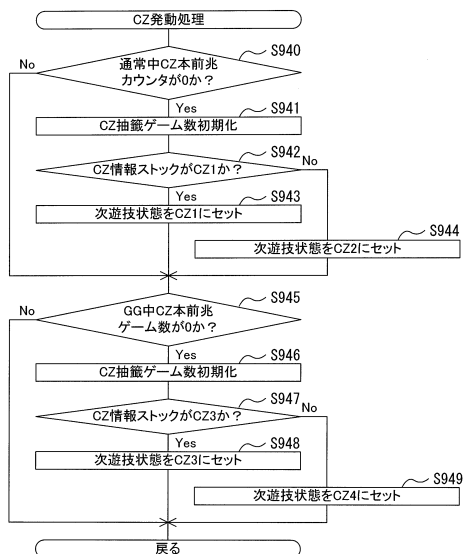 CZ発動処理
S940
通常中CZ本前兆
カウンタが0か？
No
Yes
S941
CZ抽籤ゲーム数初期化
S942
CZ情報ストックがCZ1か？
No
Yes
S943
次遊技状態をCZ1にセット
S944
次遊技状態をCZ2にセット
S945
No
GG中CZ本前兆
ゲーム数が0か？
Yes
S946
CZ抽籤ゲーム数初期化
S947
CZ情報ストックがCZ3か？
No
Yes
S948
次遊技状態をCZ3にセット
S949
次遊技状態をCZ4にセット
戻る